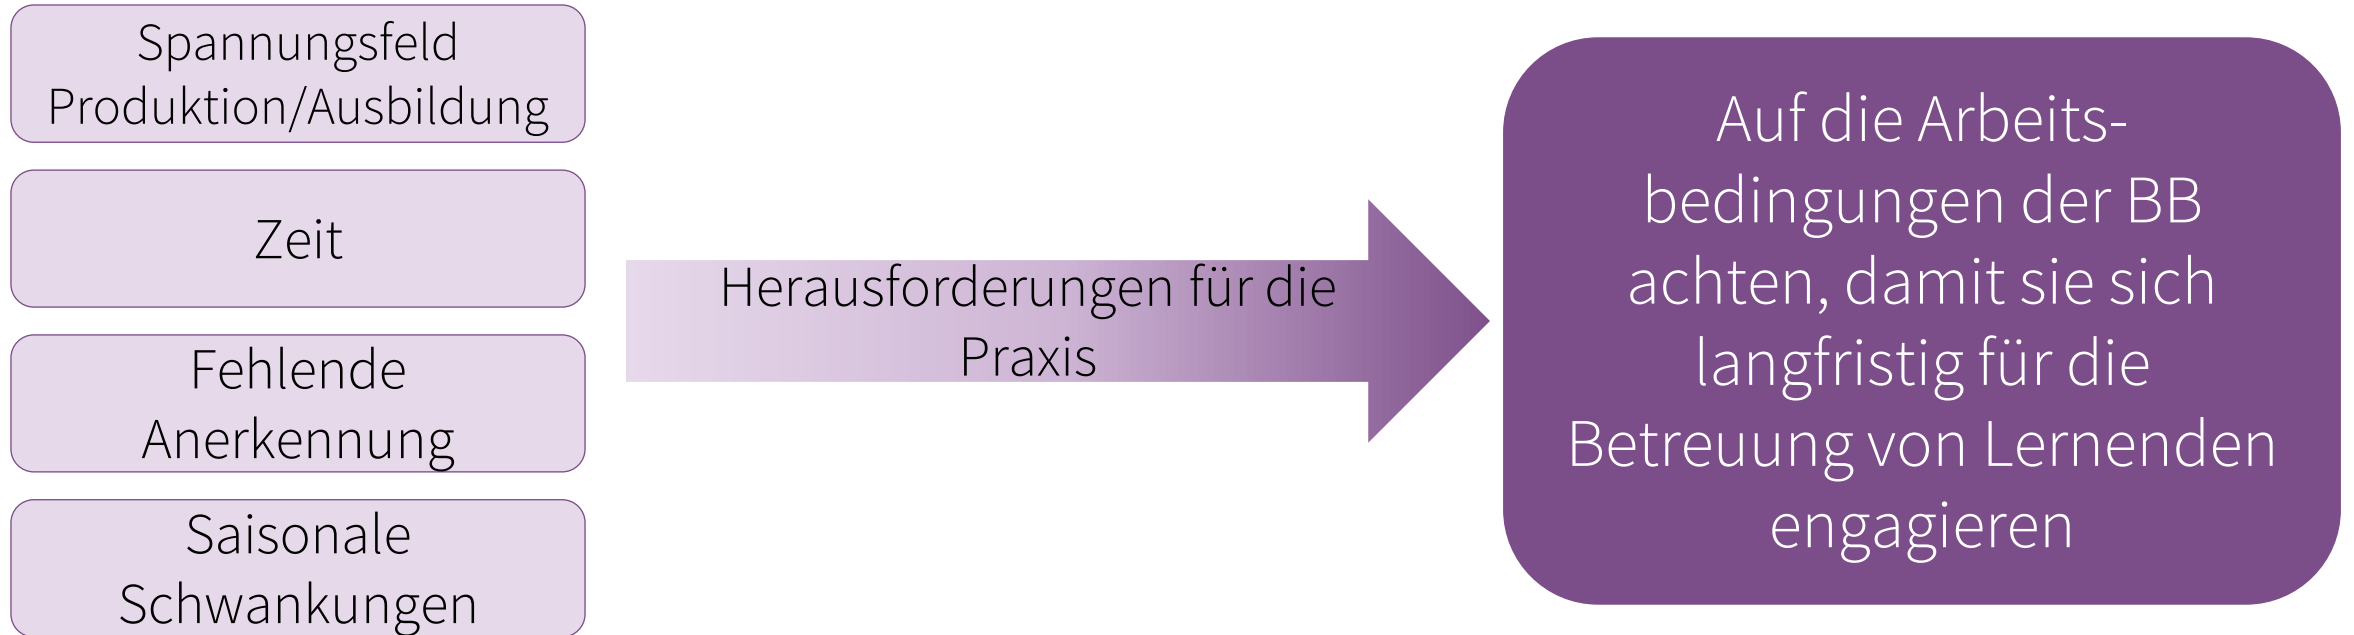 Spannungsfeld
Produktion/Ausbildung
Zeit
Fehlende
Anerkennung
Saisonale
Schwankungen
Herausforderungen für die
Praxis
Auf die Arbeits-
bedingungen der BB
achten, damit sie sich
langfristig für die
Betreuung von Lernenden
engagieren